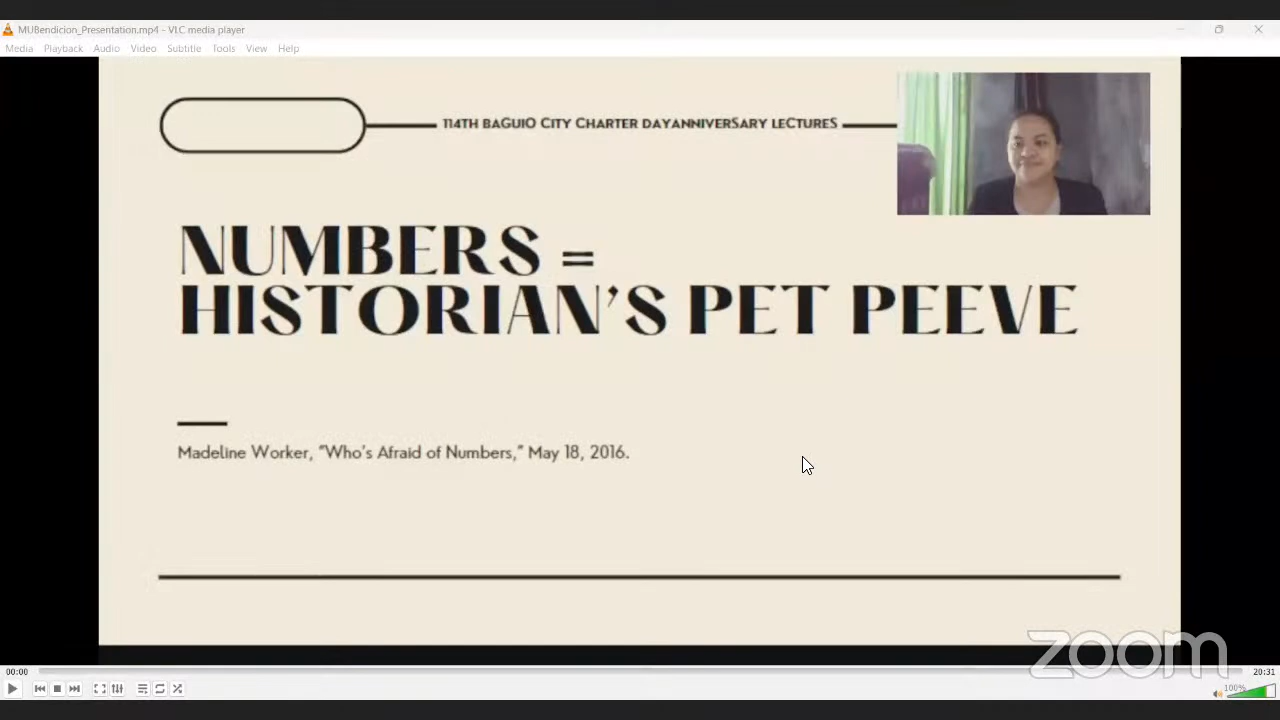 MUBendicion_Presentation.mp4 - VLC media player
Media Playback Audio Video Subtitle Tools View Help
114TH BAGUIO CITY CHARTER DAYANNIVERSARY LECTURES
NUMBERS =
HISTORIAN'S PET PEEVE
Madeline Worker, "Who's Afraid of Numbers," May 18, 2016.
zoom
00:00 20:31
100%